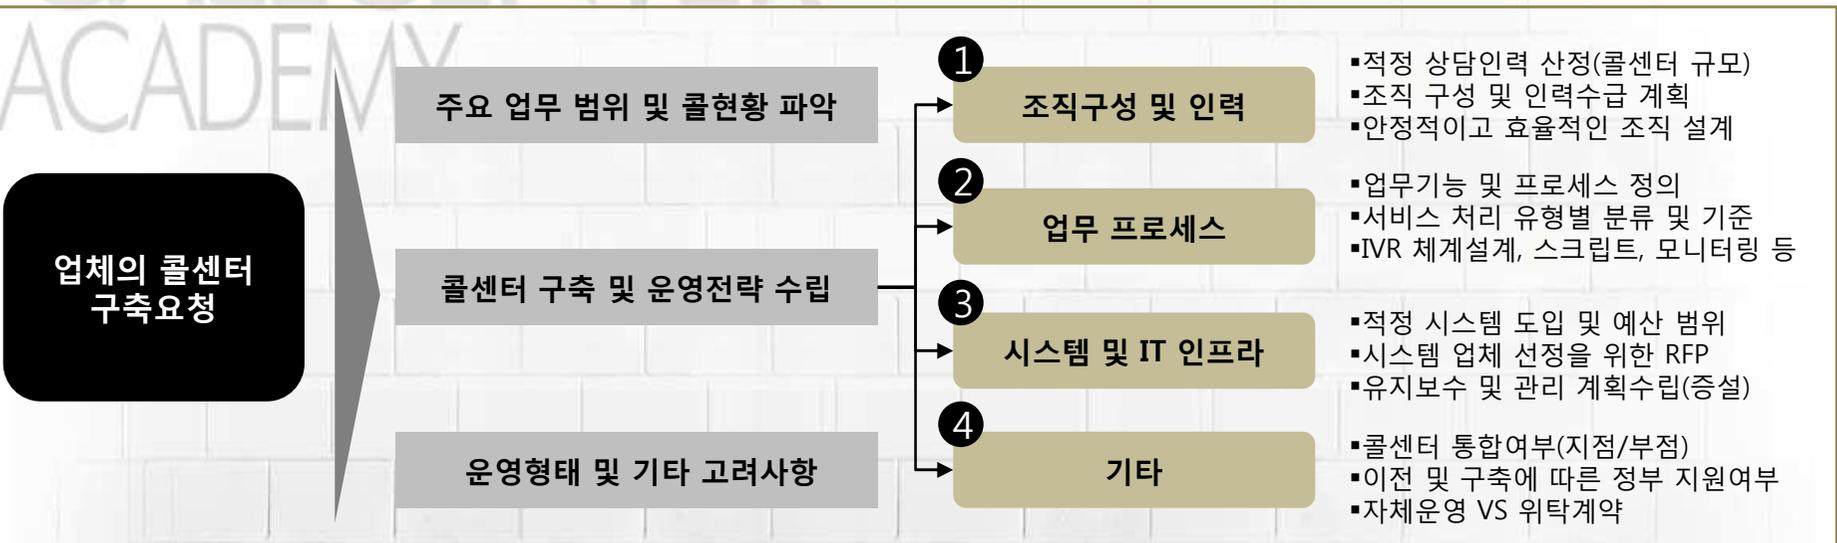 ACADEMY
업체의 콜센터
구축요청
주요 업무 범위 및 콜현황 파악
콜센터 구축 및 운영전략 수립
운영형태 및 기타 고려사항
1
조직구성 및 인력
▪적정 상담인력 산정(콜센터 규모)
▪조직 구성 및 인력수급 계획
▪안정적이고 효율적인 조직 설계
2
업무 프로세스
▪업무기능 및 프로세스 정의
▪서비스 처리 유형별 분류 및 기준
▪IVR 체계설계, 스크립트, 모니터링 등
3
시스템 및 IT 인프라
▪적정 시스템 도입 및 예산 범위
▪시스템 업체 선정을 위한 RFP
▪유지보수 및 관리 계획수립(증설)
4
기타
▪콜센터 통합여부(지점/부점)
▪이전 및 구축에 따른 정부 지원여부
▪자체운영 VS 위탁계약